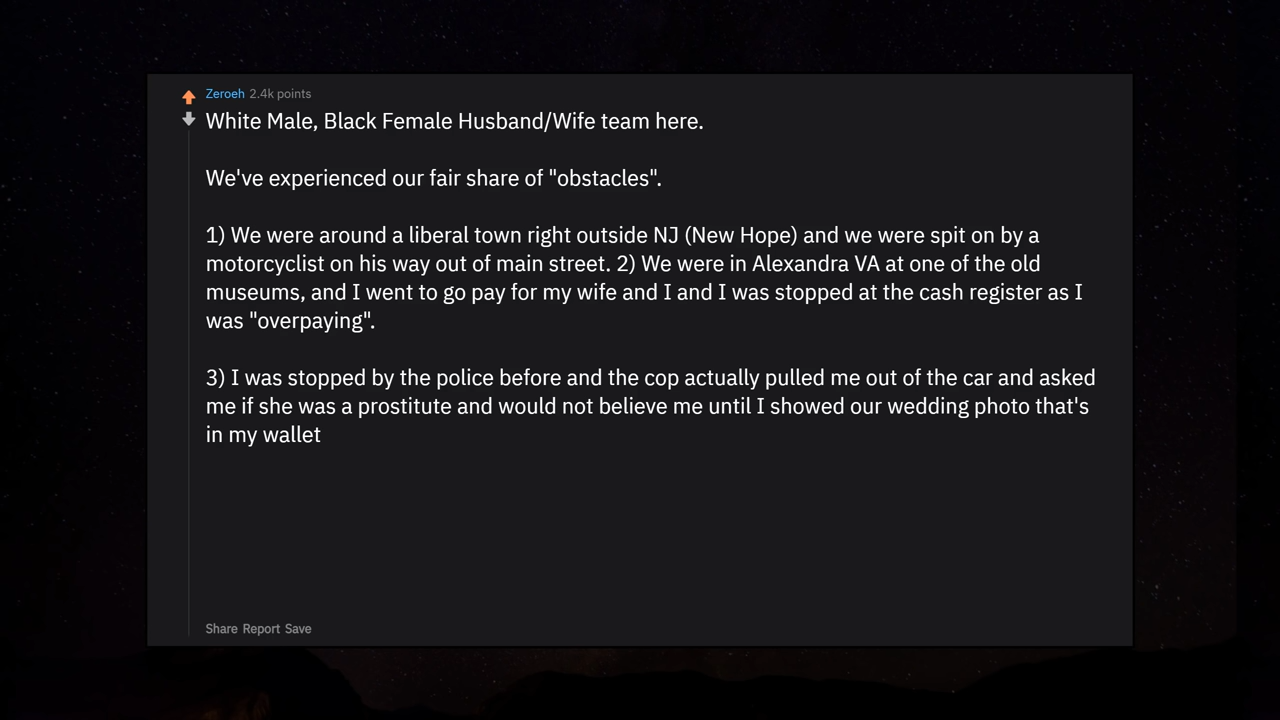 Zeroeh 2.4k points
White Male, Black Female Husband/Wife team here.
We've experienced our fair share of "obstacles".
1) We were around a liberal town right outside NJ (New Hope) and we were spit on by a
motorcyclist on his way out of main street. 2) We were in Alexandra VA at one of the old
museums, and I went to go pay for my wife and I and I was stopped at the cash register as I
was "overpaying".
3) I was stopped by the police before and the cop actually pulled me out of the car and asked
me if she was a prostitute and would not believe me until I showed our wedding photo that's
in my wallet
Share Report Save